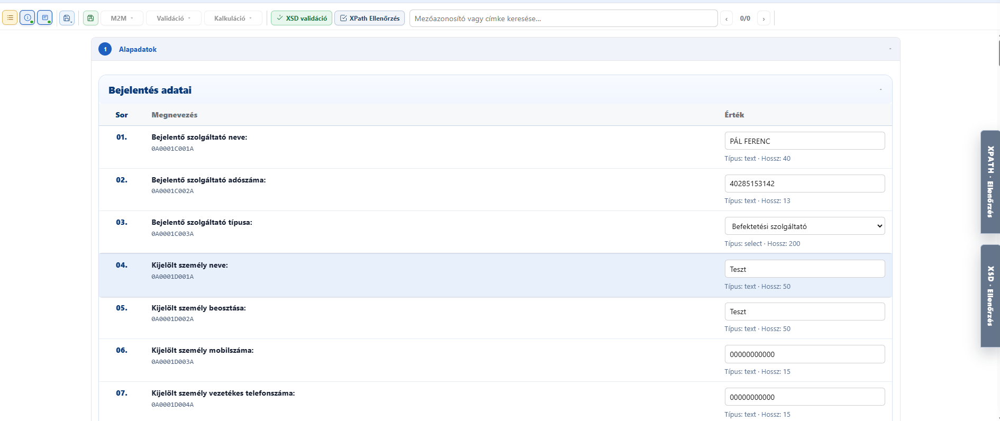 M2M
Validáció
Kalkuláció
XSD validáció
XPath Ellenőrzés
Mezőazonosító vagy címke keresése...
‹
0/0
›
1
Alapadatok
Bejelentés adatai
Sor Megnevezés Érték
01. Bejelentő szolgáltató neve: PÁL FERENC
0A0001C001A
Típus: text · Hossz: 40
02. Bejelentő szolgáltató adószáma: 40285153142
0A0001C002A
Típus: text · Hossz: 13
03. Bejelentő szolgáltató típusa: Befektetési szolgáltató
0A0001C003A
Típus: select · Hossz: 200
04. Kijelölt személy neve: Teszt
0A0001D001A
Típus: text · Hossz: 50
05. Kijelölt személy beosztása: Teszt
0A0001D002A
Típus: text · Hossz: 50
06. Kijelölt személy mobilszáma: 00000000000
0A0001D003A
Típus: text · Hossz: 15
07. Kijelölt személy vezetékes telefonszáma: 00000000000
0A0001D004A
Típus: text · Hossz: 15
XPATH · Ellenőrzés
XSD · Ellenőrzés